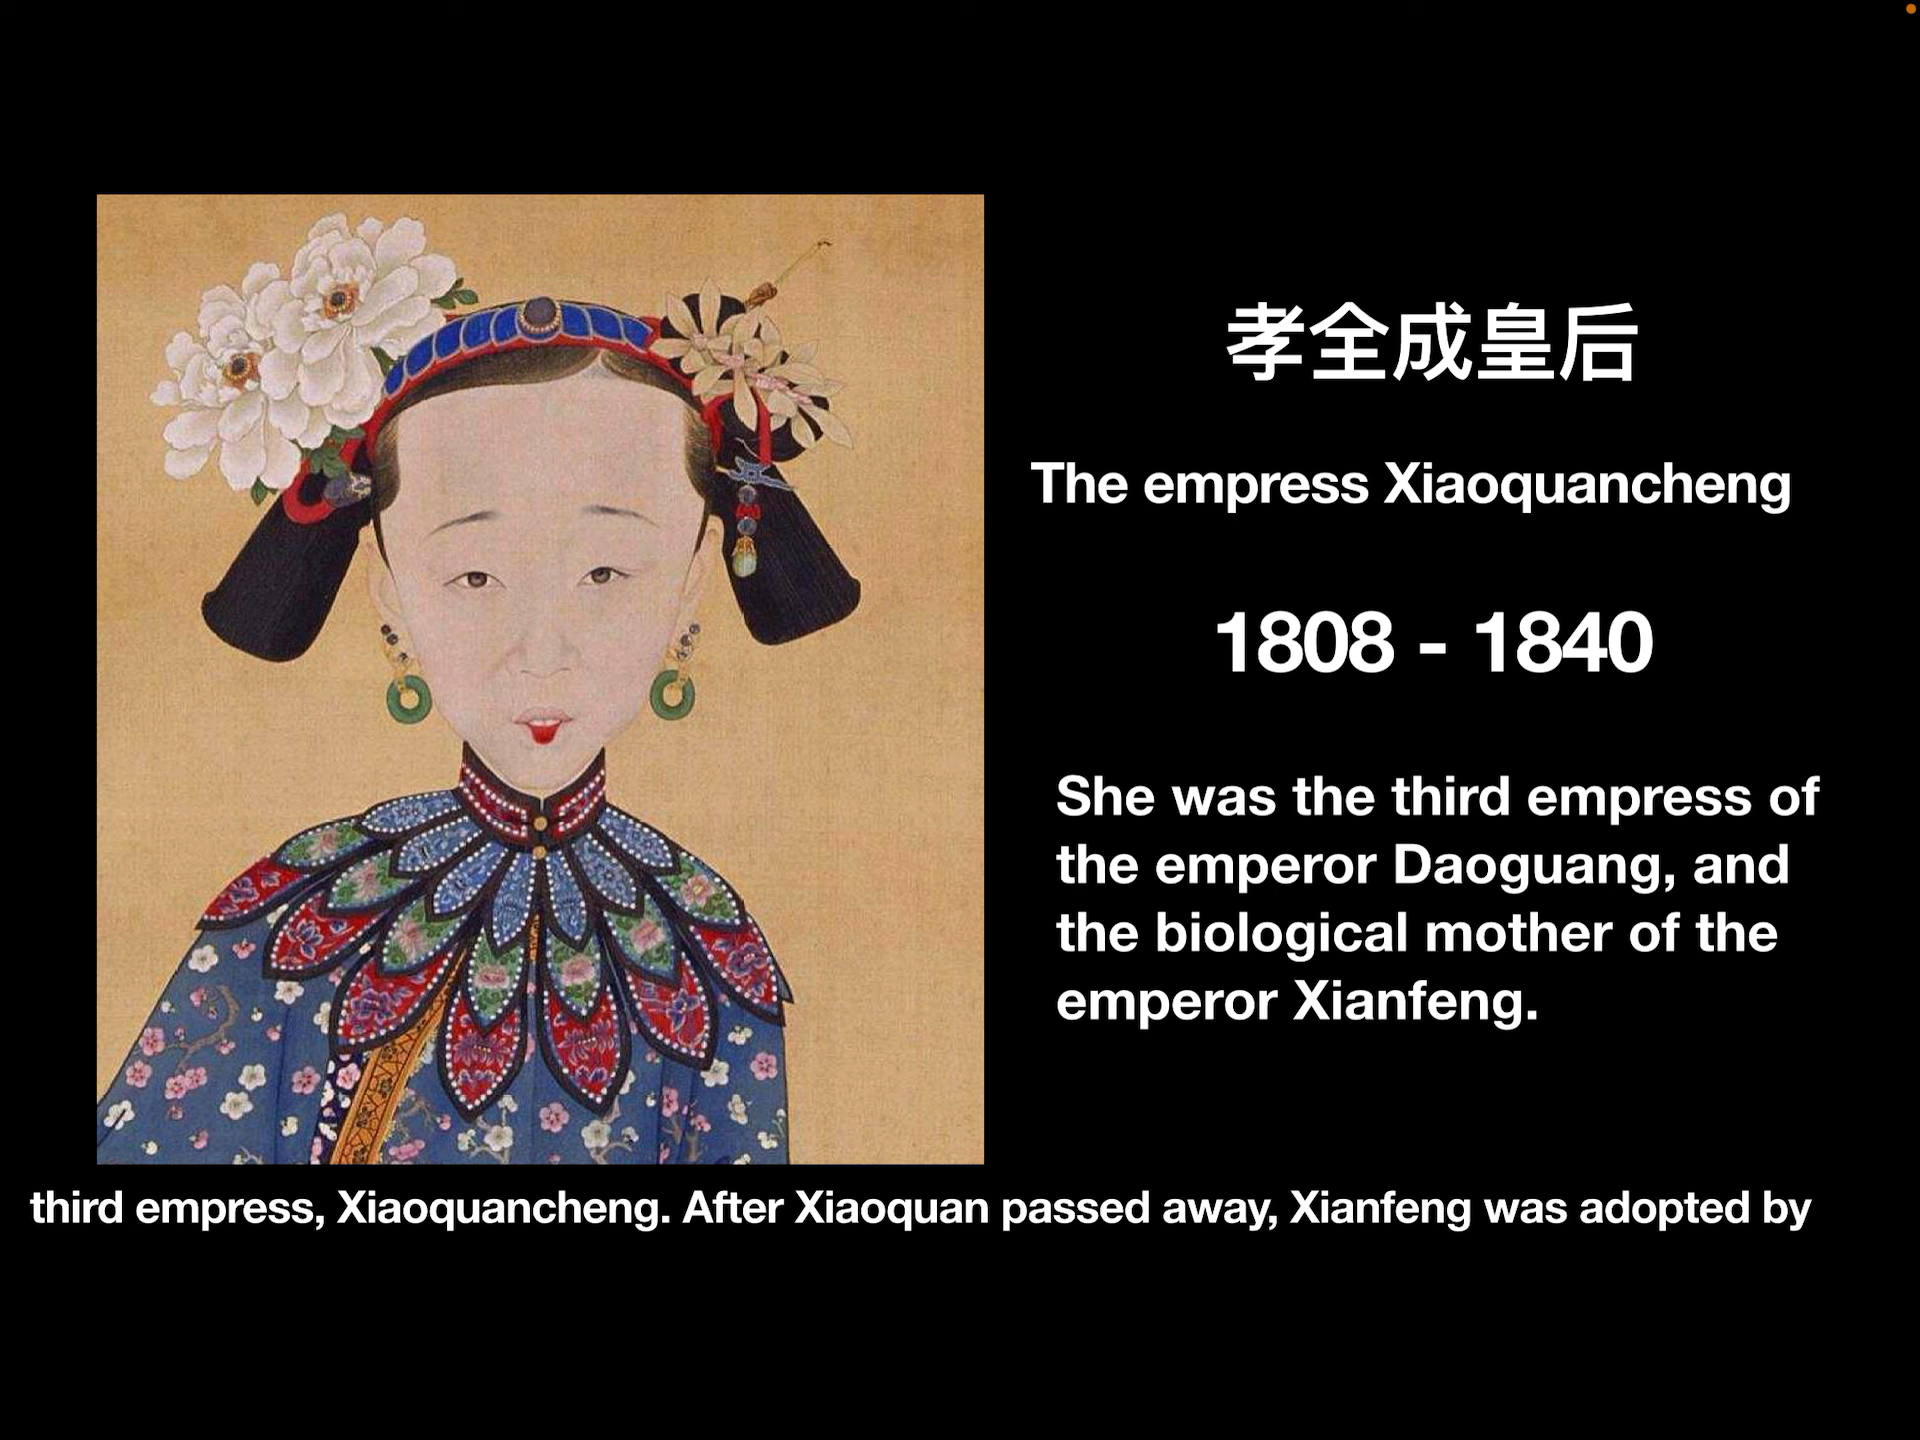 孝全成皇后
The empress Xiaoquancheng
1808 - 1840
She was the third empress of
the emperor Daoguang, and
the biological mother of the
emperor Xianfeng.
third empress, Xiaoquancheng. After Xiaoquan passed away, Xianfeng was adopted by